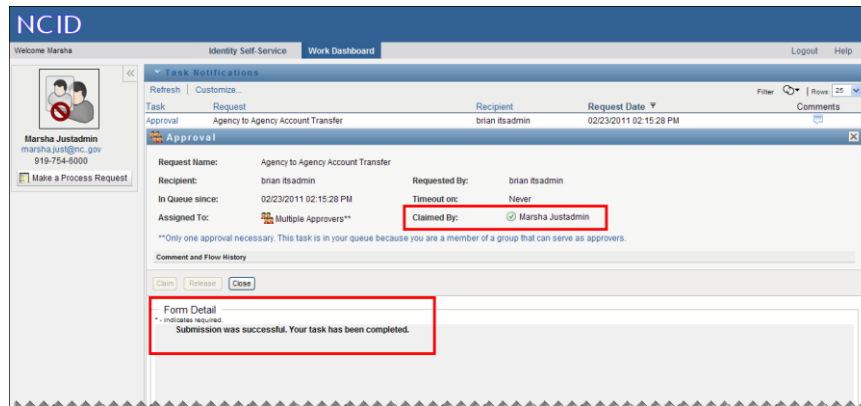 NCID
Welcome Marsha Identity Self-Service Work Dashboard Logout Help
Task Notifications
Refresh Customize... Filter Rows 25
Task Request Recipient Request Date Comments
Approval Agency to Agency Account Transfer brian itsadmin 02/23/2011 02:15:28 PM
Marsha Justadmin
marsha.just@nc..gov
919-754-6000
Make a Process Request
Approval
Request Name: Agency to Agency Account Transfer
Recipient: brian itsadmin Requested By: brian itsadmin
In Queue since: 02/23/2011 02:15:28 PM Timeout on: Never
Assigned To: Multiple Approvers** Claimed By: Marsha Justadmin
**Only one approval necessary. This task is in your queue because you are a member of a group that can serve as approvers.
Comment and Flow History
Claim Release Close
Form Detail
* - indicates required.
Submission was successful. Your task has been completed.